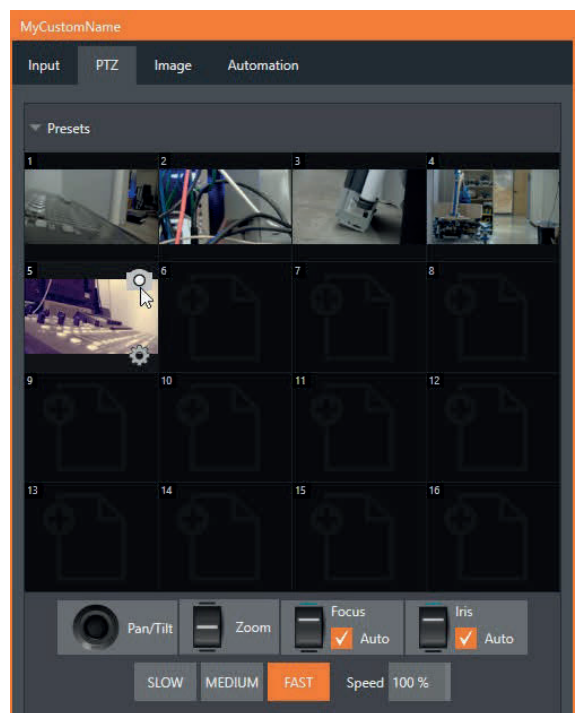 MyCustomName
Input PTZ Image Automation
Presets
1 2 3 4
5 6 7 8
9 10 11 12
13 14 15 16
Pan/Tilt Zoom Focus Auto Iris Auto
SLOW MEDIUM FAST Speed 100 %